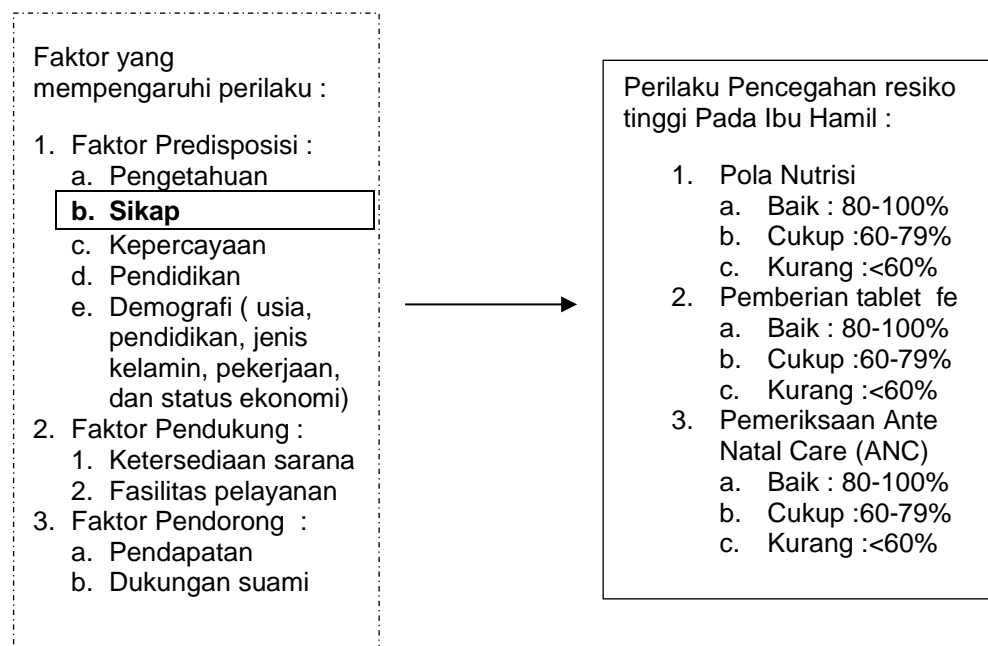 Faktor yang
mempengaruhi perilaku :
1. Faktor Predisposisi :
a. Pengetahuan
b. Sikap
c. Kepercayaan
d. Pendidikan
e. Demografi ( usia,
pendidikan, jenis
kelamin, pekerjaan,
dan status ekonomi)
2. Faktor Pendukung :
1. Ketersediaan sarana
2. Fasilitas pelayanan
3. Faktor Pendorong :
a. Pendapatan
b. Dukungan suami
Perilaku Pencegahan resiko
tinggi Pada Ibu Hamil :
1. Pola Nutrisi
a. Baik : 80-100%
b. Cukup :60-79%
c. Kurang :<60%
2. Pemberian tablet fe
a. Baik : 80-100%
b. Cukup :60-79%
c. Kurang :<60%
3. Pemeriksaan Ante
Natal Care (ANC)
a. Baik : 80-100%
b. Cukup :60-79%
c. Kurang :<60%